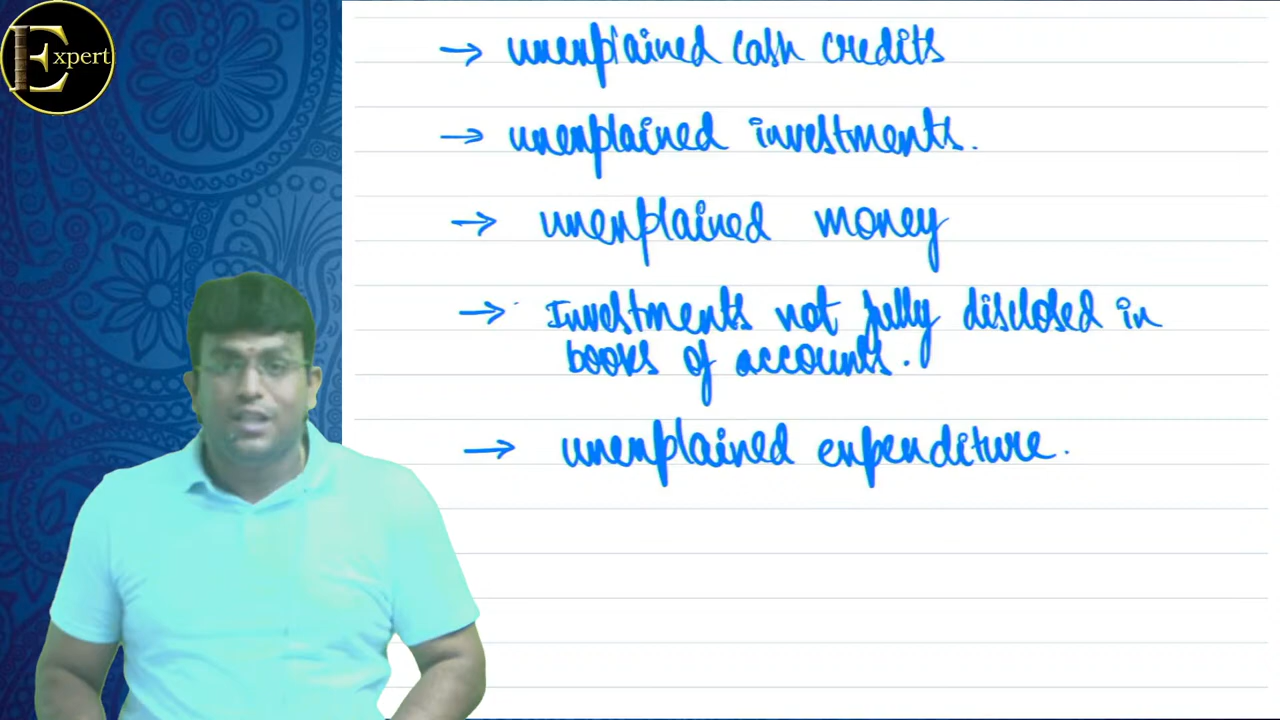 Expert
→ unexplained cash credits
→ unexplained investments.
→ unexplained money
→ Investments not fully disclosed in
books of accounts.
→ unexplained expenditure.